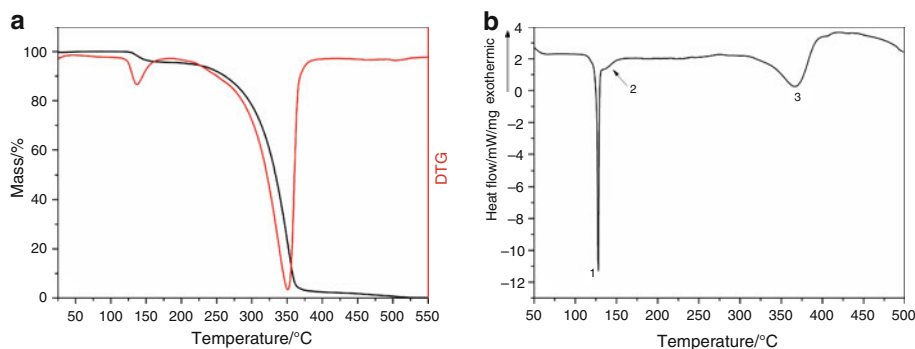 a
100
80
60
40
20
0
Mass/%
DTG
50 100 150 200 250 300 350 400 450 500 550
Temperature/°C
b
4
2
0
−2
−4
−6
−8
−10
−12
Heat flow/mW/mg exothermic
1
2
3
50 100 150 200 250 300 350 400 450 500
Temperature/°C